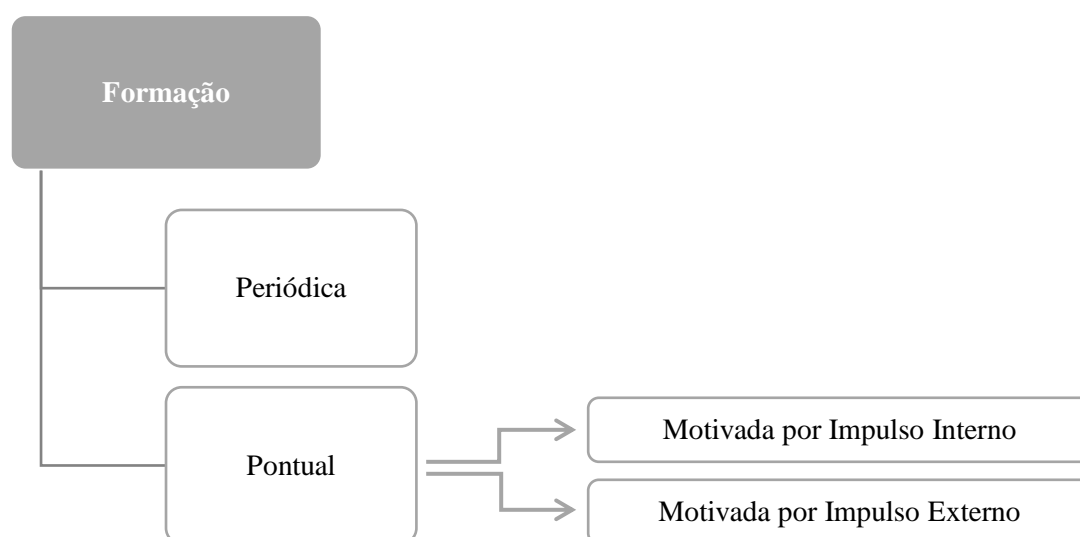 Formação
Periódica
Pontual
Motivada por Impulso Interno
Motivada por Impulso Externo